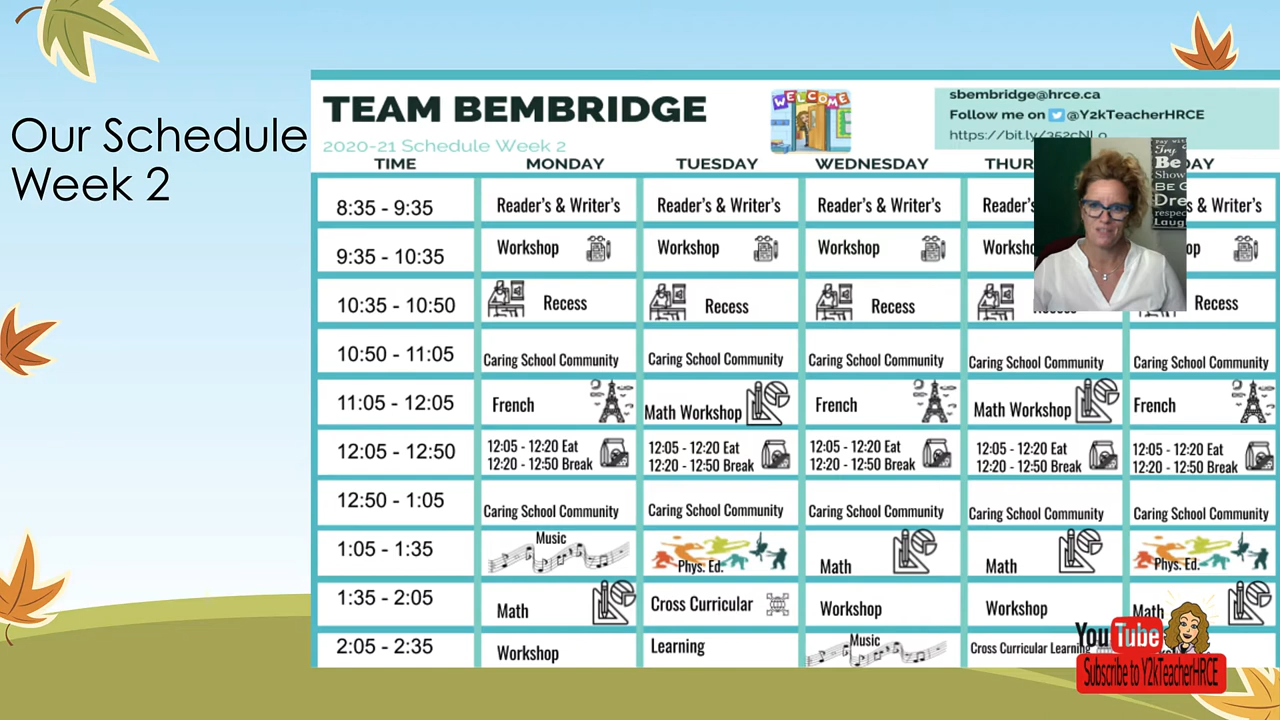 Our Schedule
Week 2
TEAM BEMBRIDGE
2020-21 Schedule Week 2
WELCOME
sbembridge@hrce.ca
Follow me on @Y2kTeacherHRCE
TIME MONDAY TUESDAY WEDNESDAY
8:35 - 9:35 Reader's & Writer's Reader's & Writer's Reader's & Writer's
9:35 - 10:35 Workshop Workshop Workshop
10:35 - 10:50 Recess Recess Recess Recess
10:50 - 11:05 Caring School Community Caring School Community Caring School Community Caring School Community Caring School Community
11:05 - 12:05 French Math Workshop French Math Workshop French
12:05 - 12:50 12:05 - 12:20 Eat 12:05 - 12:20 Eat 12:05 - 12:20 Eat 12:05 - 12:20 Eat 12:05 - 12:20 Eat
12:20 - 12:50 Break 12:20 - 12:50 Break 12:20 - 12:50 Break 12:20 - 12:50 Break 12:20 - 12:50 Break
12:50 - 1:05 Caring School Community Caring School Community Caring School Community Caring School Community Caring School Community
1:05 - 1:35 Music Phys. Ed. Math Math Phys. Ed.
1:35 - 2:05 Math Cross Curricular Workshop Workshop Math
2:05 - 2:35 Workshop Learning Music Cross Curricular Learning
Try
Be
Show
YouTube
Subscribe to Y2kTeacherHRCE